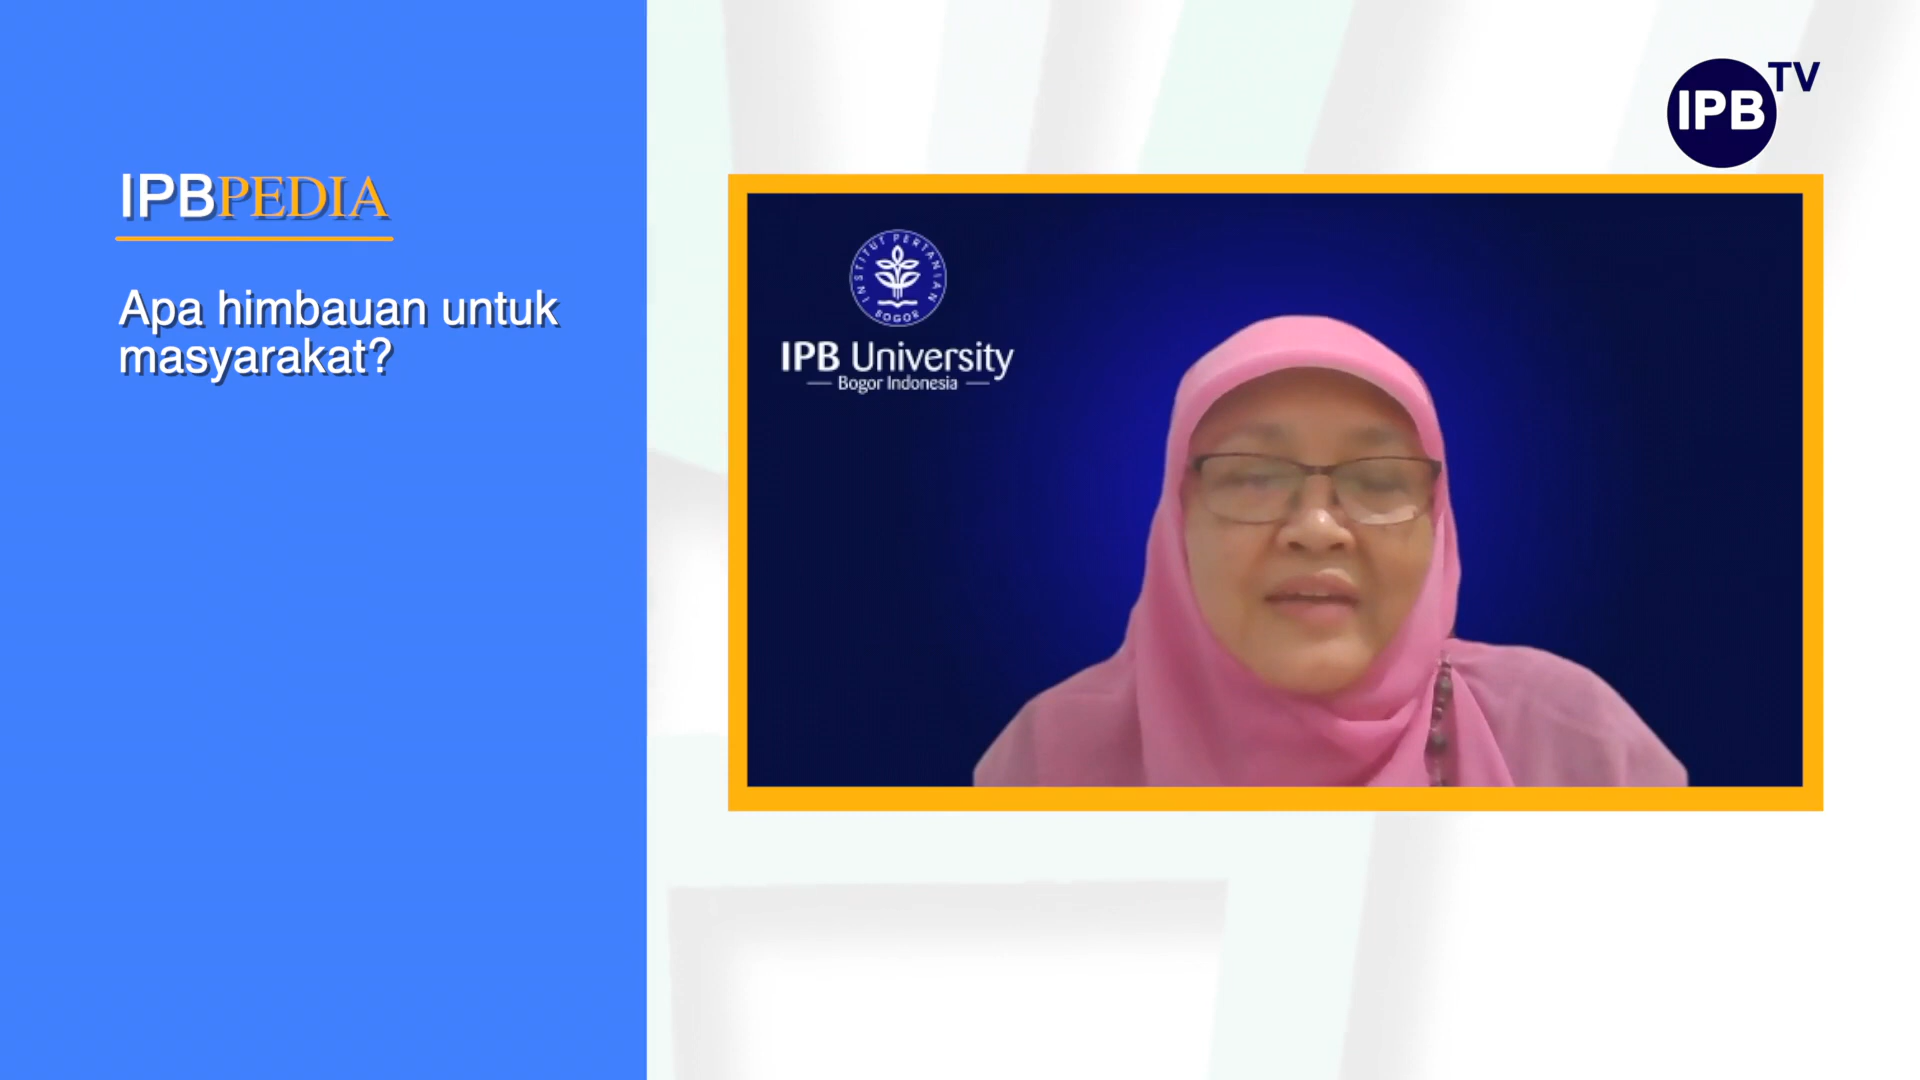 IPBPEDIA
Apa himbauan untuk
masyarakat?
IPB TV
INSTITUT PERTANIAN
BOGOR
IPB University
Bogor Indonesia